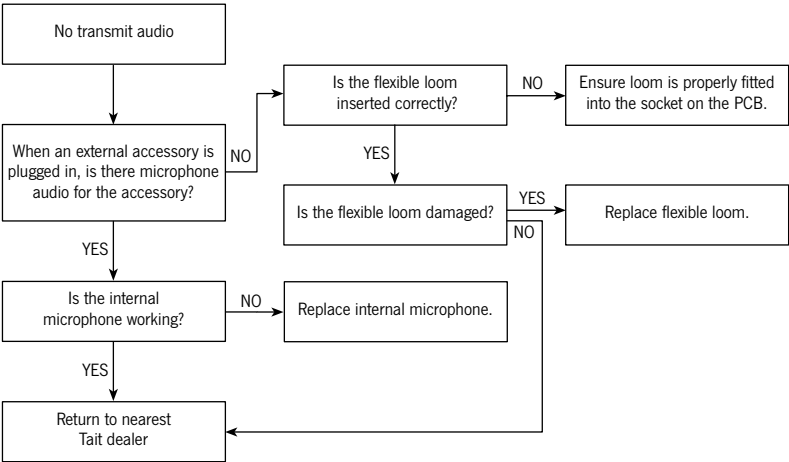 No transmit audio
When an external accessory is
plugged in, is there microphone
audio for the accessory?
NO
Is the flexible loom
inserted correctly?
NO
Ensure loom is properly fitted
into the socket on the PCB.
YES
Is the flexible loom damaged?
YES
Replace flexible loom.
NO
YES
Is the internal
microphone working?
NO
Replace internal microphone.
YES
Return to nearest
Tait dealer